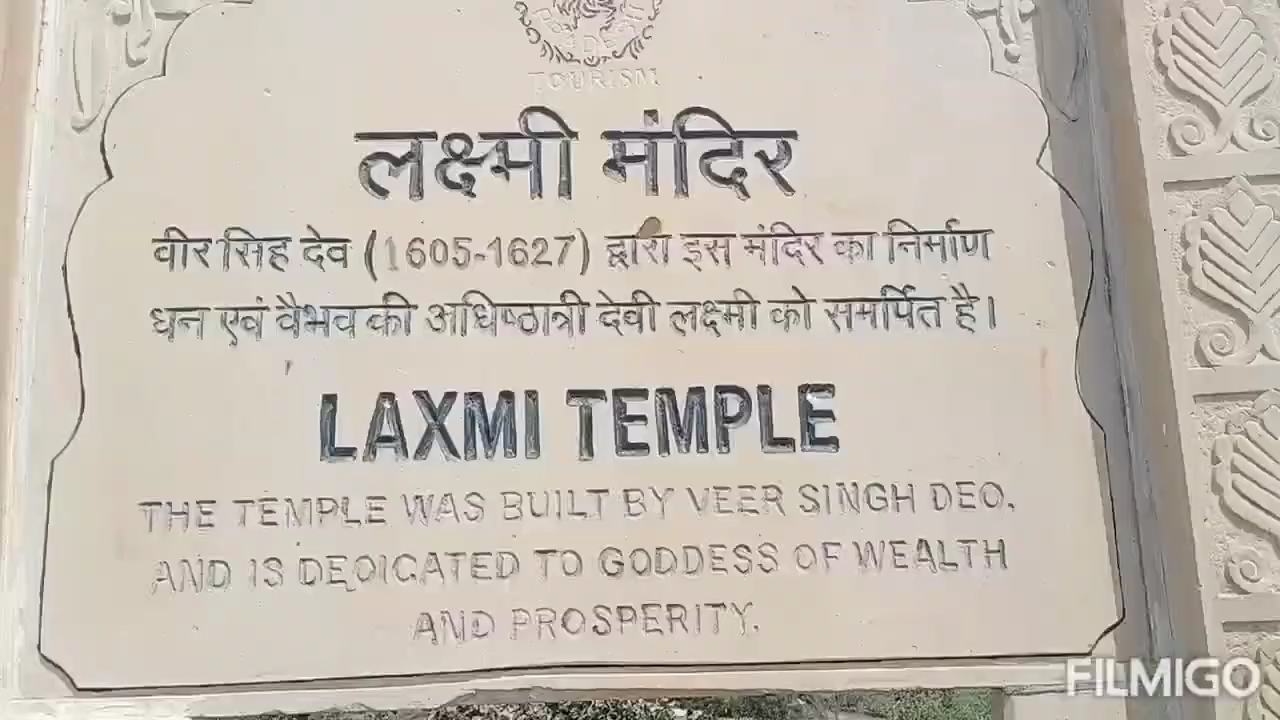 TOURISM
लक्ष्मी मंदिर
वीर सिंह देव (1605-1627) द्वारा इस मंदिर का निर्माण
धन एवं वैभव की अधिष्ठात्री देवी लक्ष्मी को समर्पित है।
LAXMI TEMPLE
THE TEMPLE WAS BUILT BY VEER SINGH DEO,
AND IS DEDICATED TO GODDESS OF WEALTH
AND PROSPERITY.
FILMIGO